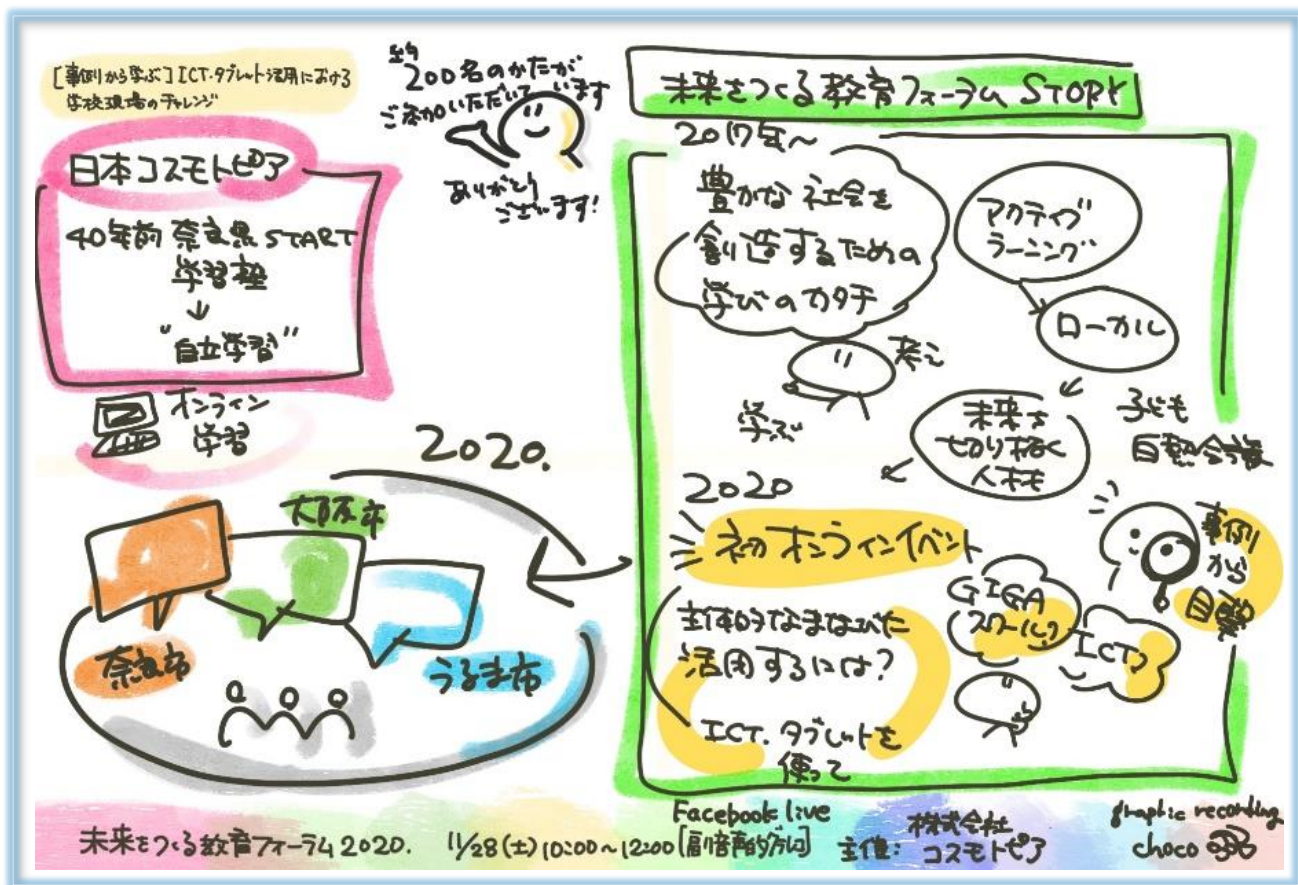 [事例から学ぶ] ICT・タブレット活用における
学校現場のチャレンジ
約
200名のかたが
ご参加いただいています
ありがとう
ございます!
日本コスモトピア
40年前 奈良県 START
学習塾
↓
"自立学習"
オンライン
学習
2020.
大阪市
奈良市
うるま市
未来をつくる教育フォーラム STORY
2017年~
豊かな社会を
創造するための
学びのカタチ
アクティブ
ラーニング
ローカル
考え
学ぶ
未来を
切り拓く
人材
子ども
白熱会議
2020
初オンラインイベント
主体的なまなびに
活用するには?
ICT.タブレットを
使って
GIGA
スクール?
ICT?
事例
から
未来をつくる教育フォーラム2020. 11/28(土)10:00~12:00
Facebook live
[副音声的]
主催: 株式会社
コスモトピア
graphic recording
choco